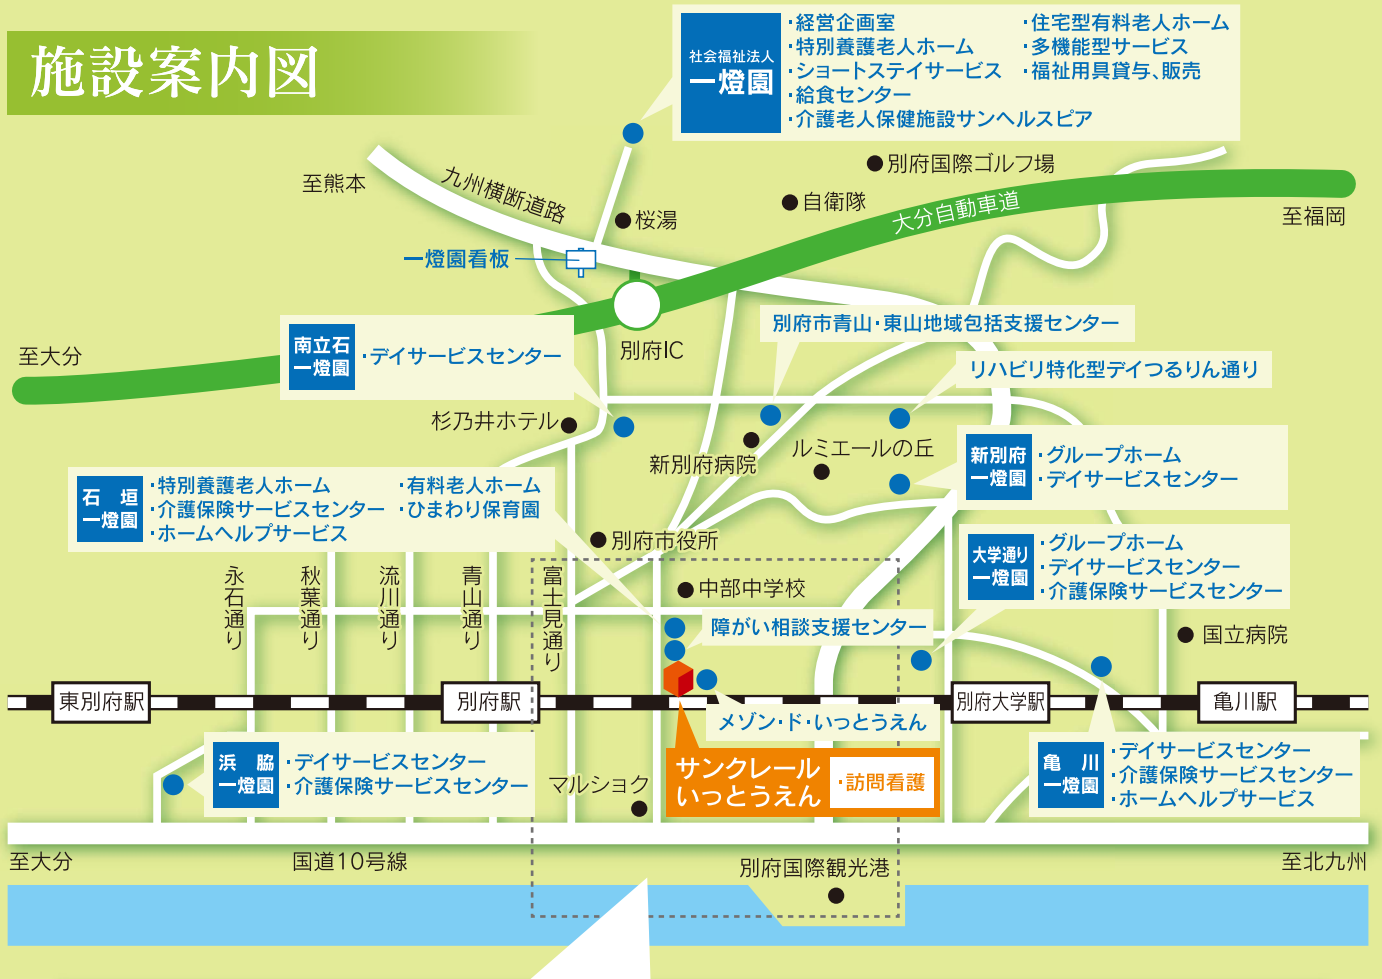 施設案内図
社会福祉法人
一燈園
・経営企画室
・特別養護老人ホーム
・ショートステイサービス
・給食センター
・介護老人保健施設サンヘルスピア
・住宅型有料老人ホーム
・多機能型サービス
・福祉用具貸与、販売
至熊本
九州横断道路
桜湯
別府国際ゴルフ場
自衛隊
大分自動車道
至福岡
一燈園看板
至大分
南立石
一燈園
・デイサービスセンター
別府IC
別府市青山・東山地域包括支援センター
リハビリ特化型デイつるりん通り
杉乃井ホテル
新別府病院
ルミエールの丘
新別府
一燈園
・グループホーム
・デイサービスセンター
石垣
一燈園
・特別養護老人ホーム
・介護保険サービスセンター
・ホームヘルプサービス
・有料老人ホーム
・ひまわり保育園
別府市役所
大学通り
一燈園
・グループホーム
・デイサービスセンター
・介護保険サービスセンター
永石通り
秋葉通り
流川通り
青山通り
富士見通り
中部中学校
障がい相談支援センター
国立病院
東別府駅
別府駅
別府大学駅
亀川駅
メゾン・ド・いっとうえん
浜脇
一燈園
・デイサービスセンター
・介護保険サービスセンター
マルショク
サンクレール
いっとうえん
・訪問看護
亀川
一燈園
・デイサービスセンター
・介護保険サービスセンター
・ホームヘルプサービス
至大分
国道10号線
別府国際観光港
至北九州